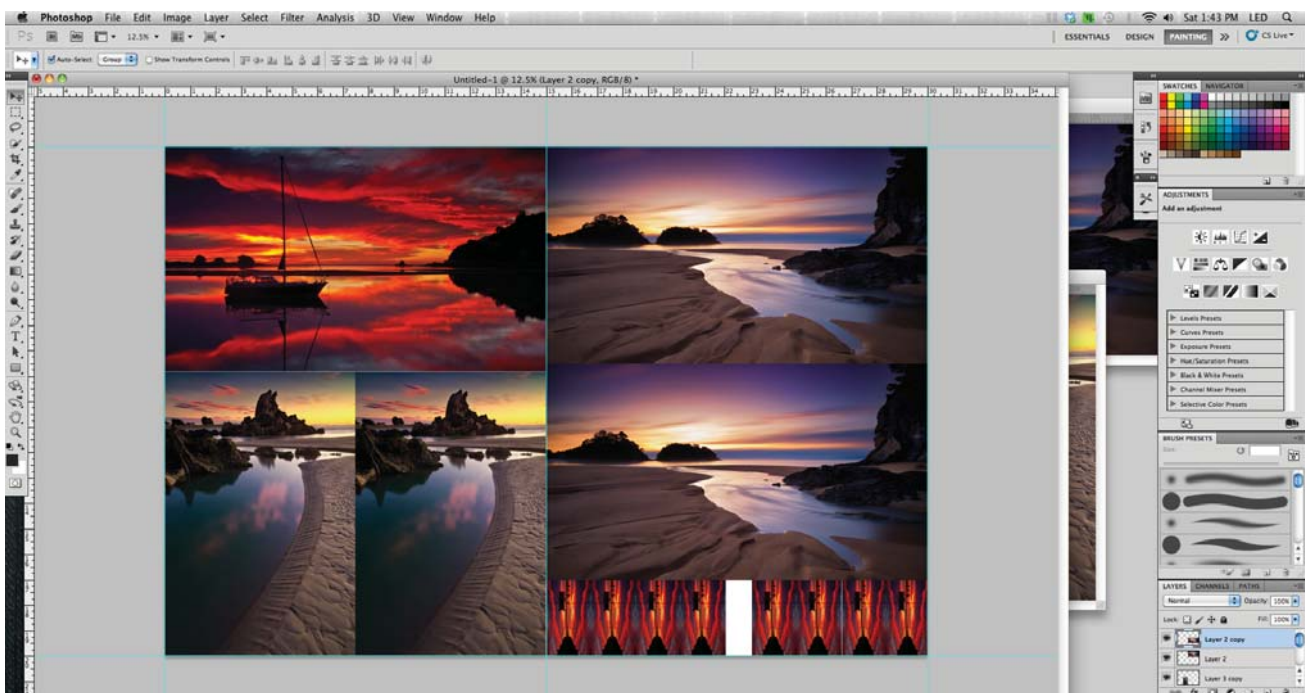 Photoshop File Edit Image Layer Select Filter Analysis 3D View Window Help Sat 1:43 PM LED
Ps Mb 12.5% ESSENTIALS DESIGN PAINTING CS Live
Auto-Select: Group Show Transform Controls
Untitled-1 @ 12.5% (Layer 2 copy, RGB/8) *
SWATCHES NAVIGATOR
ADJUSTMENTS
Add an adjustment
Levels Presets
Curves Presets
Exposure Presets
Hue/Saturation Presets
Black & White Presets
Channel Mixer Presets
Selective Color Presets
BRUSH PRESETS
Size:
LAYERS CHANNELS PATHS
Normal Opacity: 100%
Lock: Fill: 100%
Layer 2 copy
Layer 2
Layer 3 copy